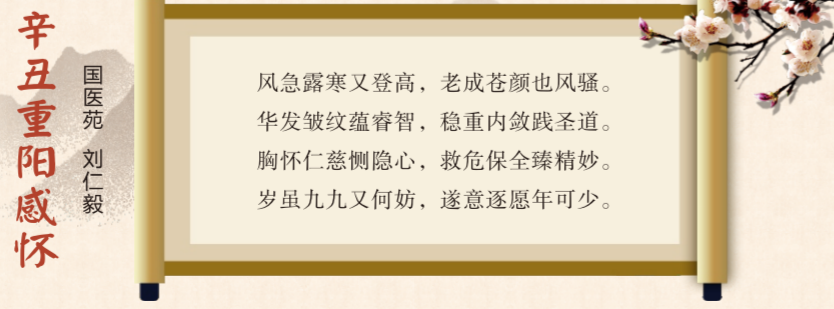 辛丑重阳感怀
国医苑 刘仁毅
风急露寒又登高，老成苍颜也风骚。
华发皱纹蕴睿智，稳重内敛践圣道。
胸怀仁慈恻隐心，救危保全臻精妙。
岁虽九九又何妨，遂意逐愿年可少。